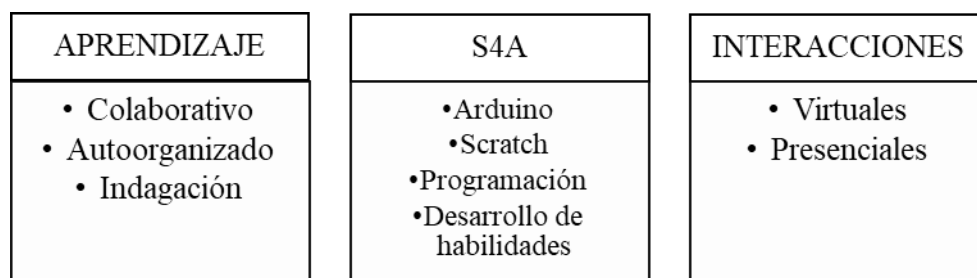 APRENDIZAJE
• Colaborativo
• Autoorganizado
• Indagación
S4A
•Arduino
•Scratch
•Programación
•Desarrollo de
habilidades
INTERACCIONES
• Virtuales
• Presenciales